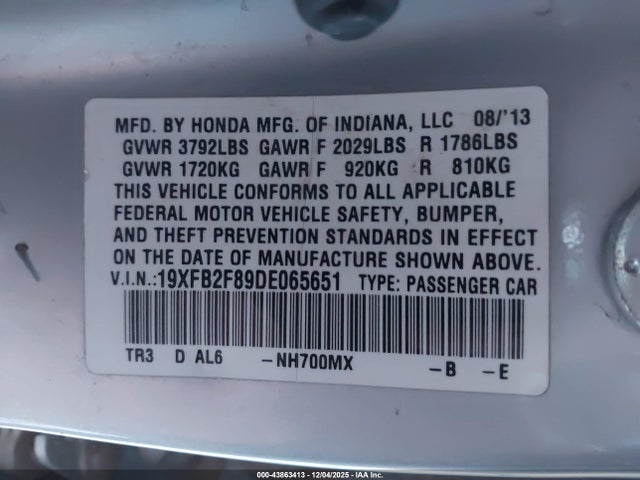 MFD. BY HONDA MFG. OF INDIANA, LLC 08/'13
GVWR 3792LBS GAWR F 2029LBS R 1786LBS
GVWR 1720KG GAWR F 920KG R 810KG
THIS VEHICLE CONFORMS TO ALL APPLICABLE
FEDERAL MOTOR VEHICLE SAFETY, BUMPER,
AND THEFT PREVENTION STANDARDS IN EFFECT
ON THE DATE OF MANUFACTURE SHOWN ABOVE.
V.I.N.:19XFB2F89DE065651 TYPE: PASSENGER CAR
TR3 D AL6 -NH700MX -B -E
000-43863413 - 12/04/2025 - IAA Inc.